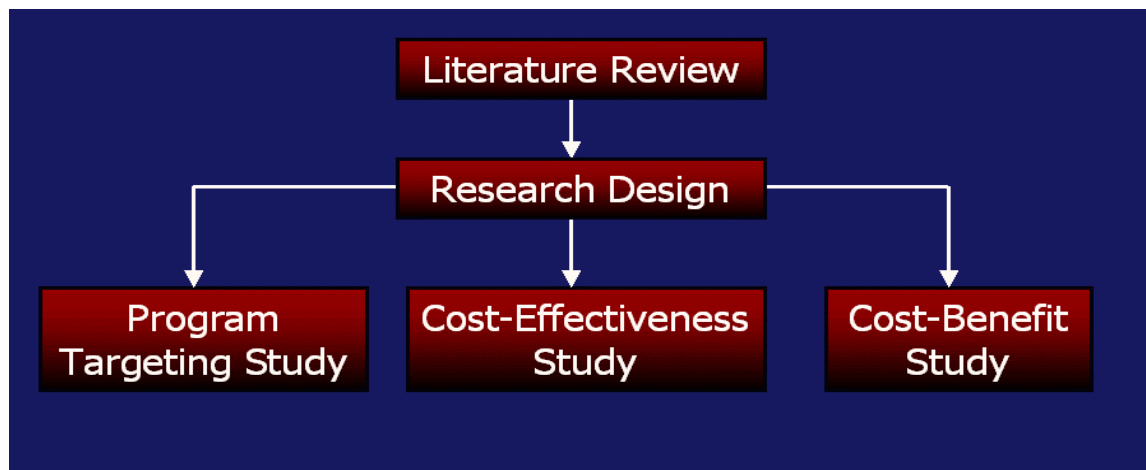 Literature Review
Research Design
Program
Targeting Study
Cost-Effectiveness
Study
Cost-Benefit
Study